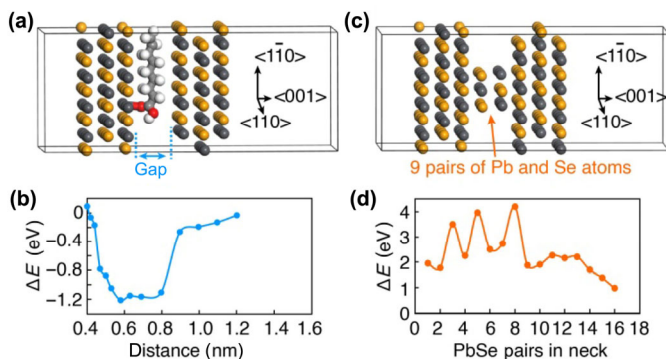 (a)
<11̄0>
<001>
<110>
Gap
(c)
<11̄0>
<001>
<110>
9 pairs of Pb and Se atoms
(b)
ΔE (eV)
0
−0.4
−0.8
−1.2
0.4 0.6 0.8 1.0 1.2 1.4 1.6
Distance (nm)
(d)
ΔE (eV)
4
3
2
1
0
0 2 4 6 8 10 12 14 16 18
PbSe pairs in neck